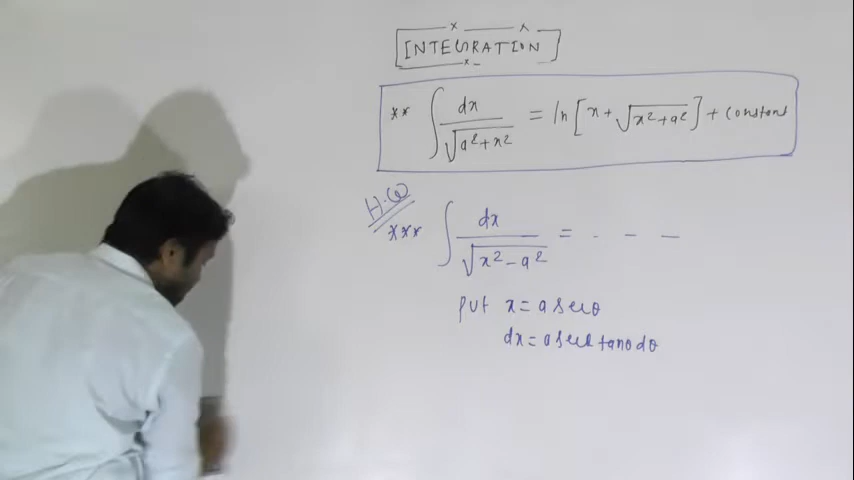 INTEGRATION
** ∫ dx / √(a² + x²) = ln [x + √(x² + a²)] + constant
H.W
*** ∫ dx / √(x² - a²) = . - -
put x = a secθ
dx = a secθ tanθ dθ